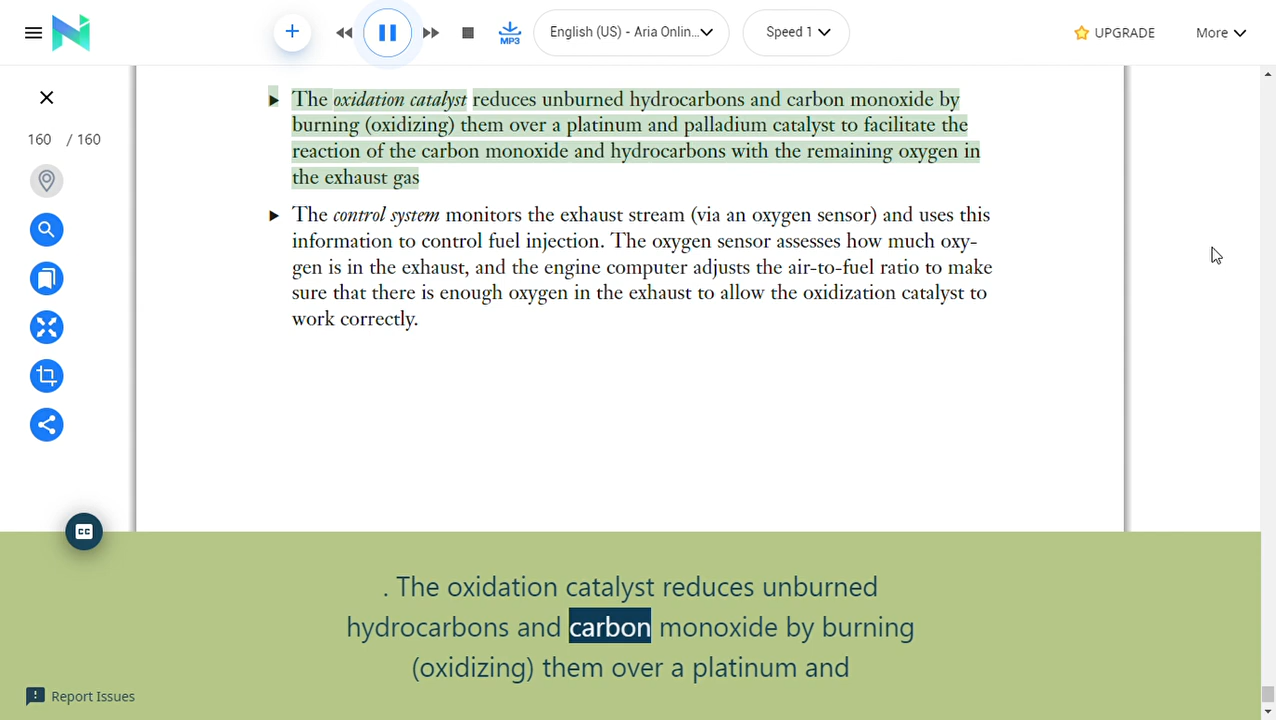 MP3
English (US) - Aria Onlin...
Speed 1
UPGRADE
More
160 / 160
The oxidation catalyst reduces unburned hydrocarbons and carbon monoxide by
burning (oxidizing) them over a platinum and palladium catalyst to facilitate the
reaction of the carbon monoxide and hydrocarbons with the remaining oxygen in
the exhaust gas
The control system monitors the exhaust stream (via an oxygen sensor) and uses this
information to control fuel injection. The oxygen sensor assesses how much oxy-
gen is in the exhaust, and the engine computer adjusts the air-to-fuel ratio to make
sure that there is enough oxygen in the exhaust to allow the oxidization catalyst to
work correctly.
CC
. The oxidation catalyst reduces unburned
hydrocarbons and carbon monoxide by burning
(oxidizing) them over a platinum and
Report Issues